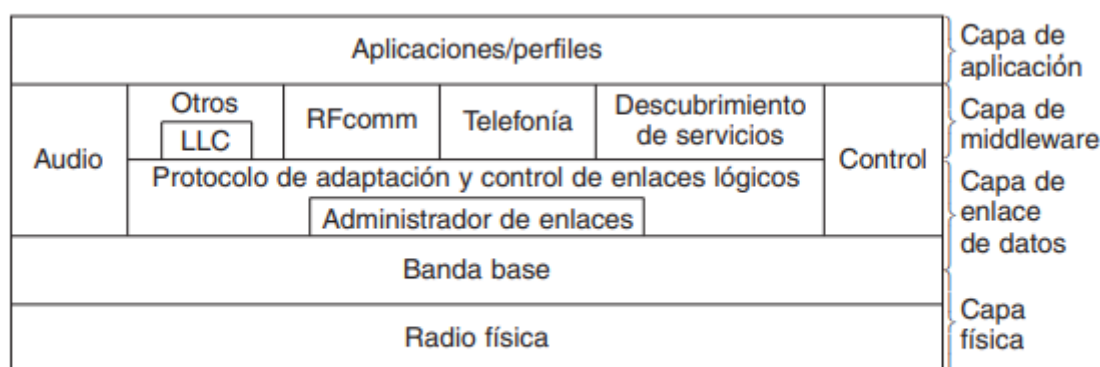 Aplicaciones/perfiles
Capa de
aplicación
Audio
Otros
LLC
RFcomm
Telefonía
Descubrimiento
de servicios
Control
Capa de
middleware
Protocolo de adaptación y control de enlaces lógicos
Administrador de enlaces
Capa de
enlace
de datos
Banda base
Radio física
Capa
física